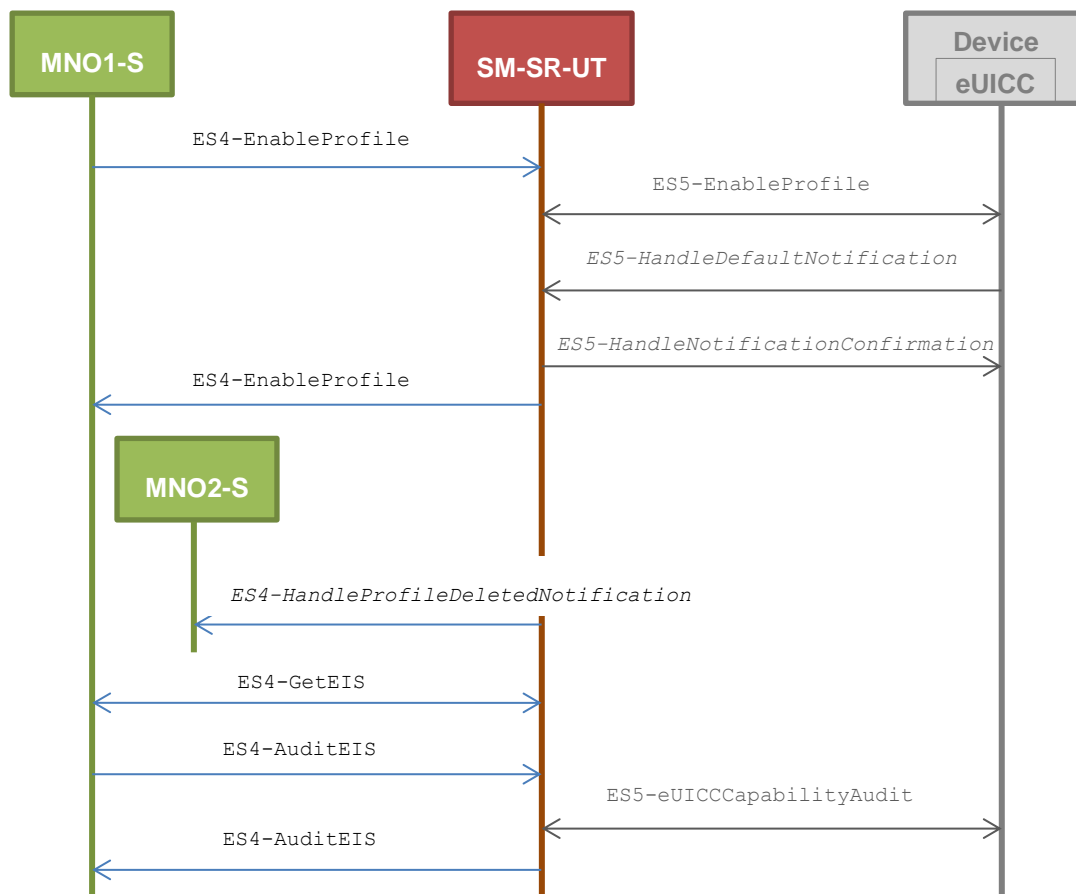 MNO1-S
SM-SR-UT
Device
eUICC
ES4-EnableProfile
ES5-EnableProfile
ES5-HandleDefaultNotification
ES5-HandleNotificationConfirmation
ES4-EnableProfile
MNO2-S
ES4-HandleProfileDeletedNotification
ES4-GetEIS
ES4-AuditEIS
ES5-eUICCCapabilityAudit
ES4-AuditEIS